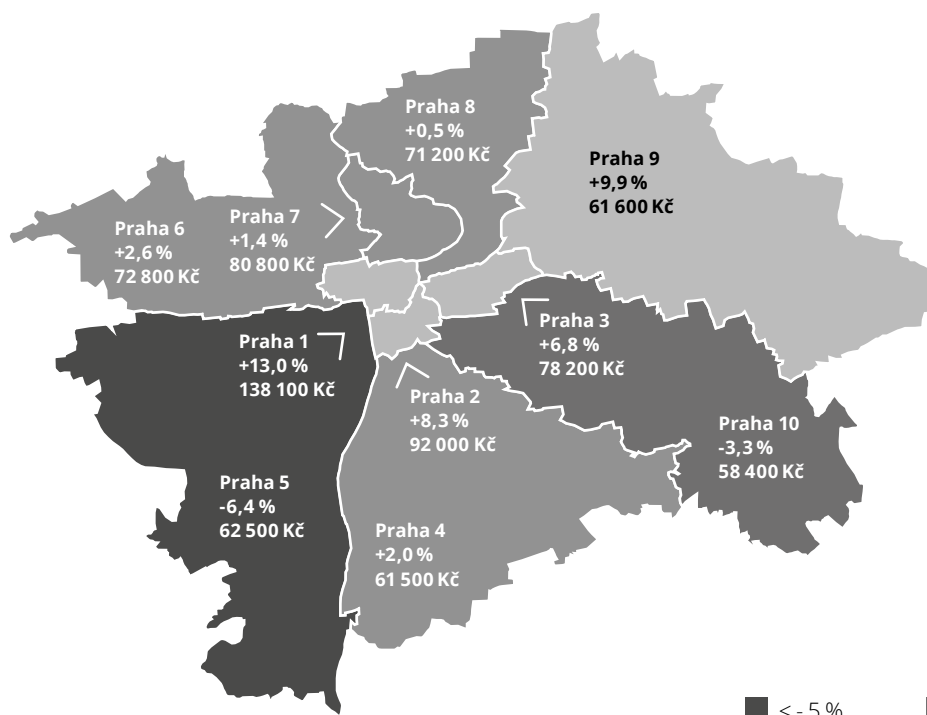 Praha 8
+0,5 %
71 200 Kč
Praha 9
+9,9 %
61 600 Kč
Praha 6
+2,6 %
72 800 Kč
Praha 7
+1,4 %
80 800 Kč
Praha 1
+13,0 %
138 100 Kč
Praha 3
+6,8 %
78 200 Kč
Praha 2
+8,3 %
92 000 Kč
Praha 10
-3,3 %
58 400 Kč
Praha 5
-6,4 %
62 500 Kč
Praha 4
+2,0 %
61 500 Kč
< - 5 %